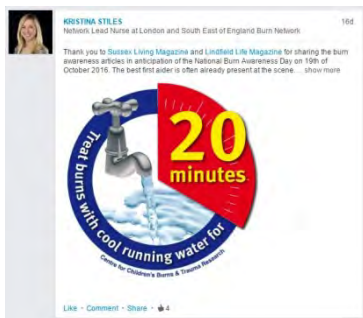 KRISTINA STILES
16d
Network Lead Nurse at London and South East of England Burn Network
Thank you to Sussex Living Magazine and Lindfield Life Magazine for sharing the burn
awareness articles in anticipation of the National Burn Awareness Day on 19th of
October 2016. The best first aider is often already present at the scene.... show more
20
minutes
Treat burns with cool running water for
Centre for Children's Burns & Trauma Research
Like · Comment · Share · 4